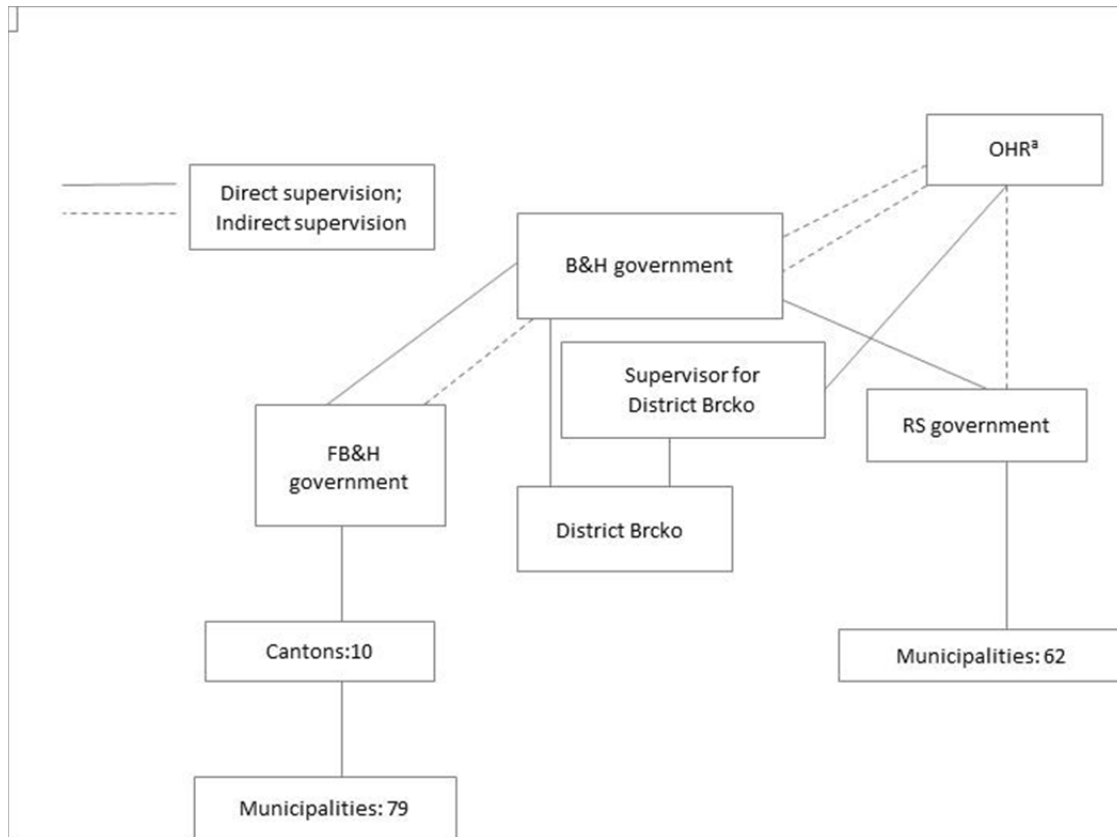 OHRᵃ
Direct supervision;
Indirect supervision
B&H government
Supervisor for
District Brcko
RS government
FB&H
government
District Brcko
Cantons:10
Municipalities: 62
Municipalities: 79